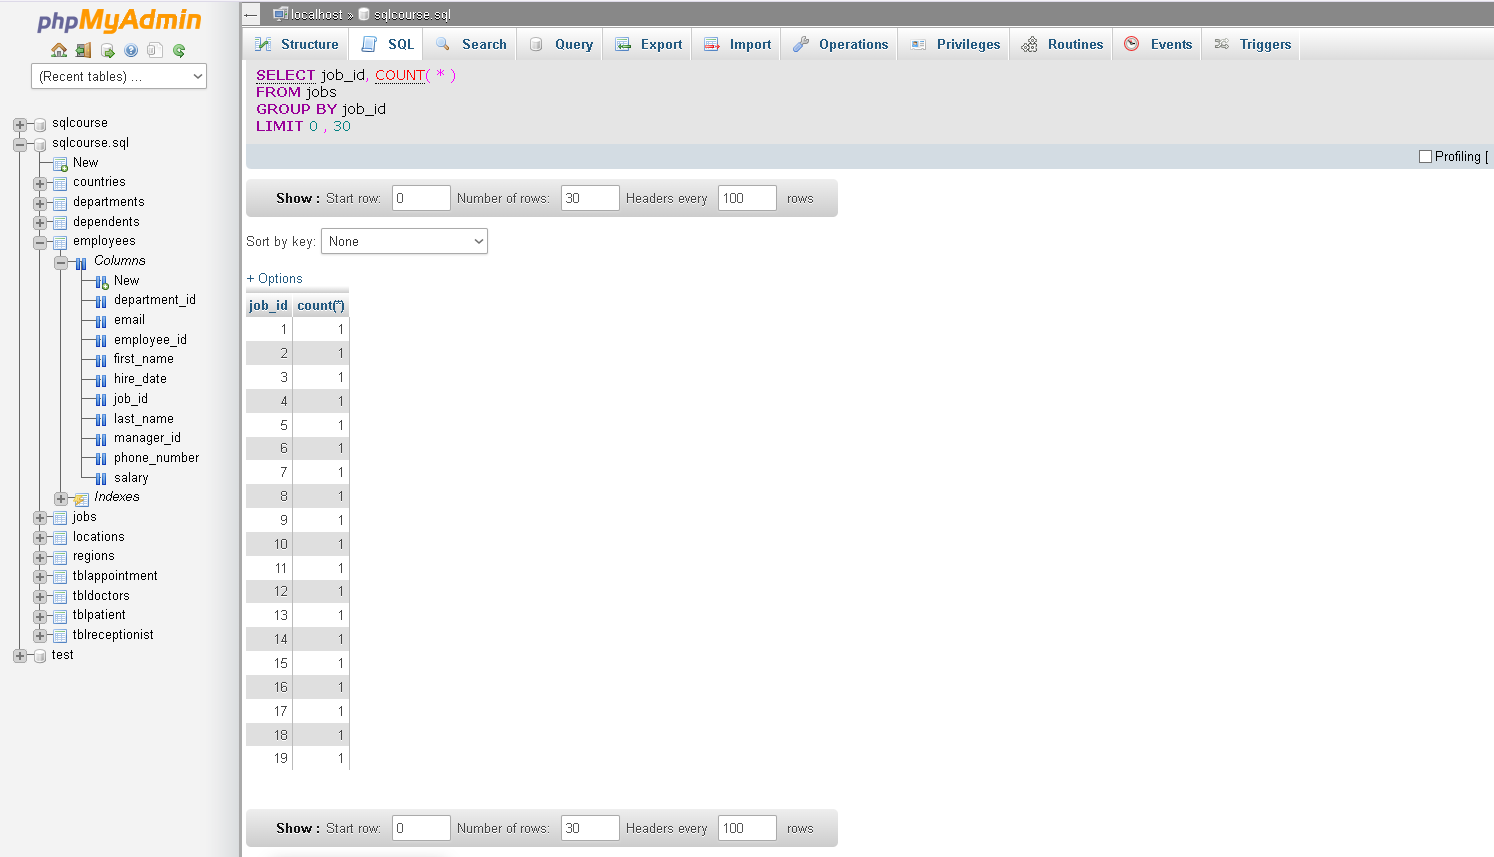 phpMyAdmin
(Recent tables) ...
sqlcourse
sqlcourse.sql
New
countries
departments
dependents
employees
Columns
New
department_id
email
employee_id
first_name
hire_date
job_id
last_name
manager_id
phone_number
salary
Indexes
jobs
locations
regions
tblappointment
tbldoctors
tblpatient
tblreceptionist
test
localhost » sqlcourse.sql
Structure SQL Search Query Export Import Operations Privileges Routines Events Triggers
SELECT job_id, COUNT( * )
FROM jobs
GROUP BY job_id
LIMIT 0 , 30
Profiling [
Show : Start row: 0 Number of rows: 30 Headers every 100 rows
Sort by key: None
+ Options
job_id count(*)
1 1
2 1
3 1
4 1
5 1
6 1
7 1
8 1
9 1
10 1
11 1
12 1
13 1
14 1
15 1
16 1
17 1
18 1
19 1
Show : Start row: 0 Number of rows: 30 Headers every 100 rows